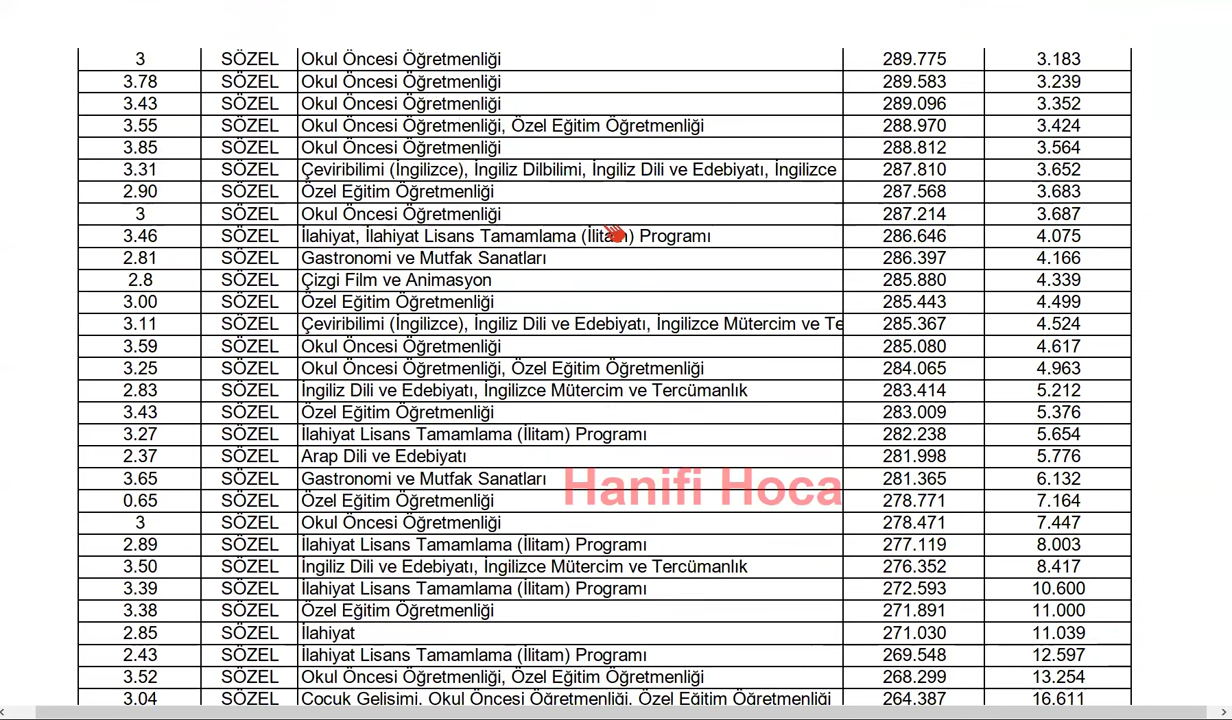 3 SÖZEL Okul Öncesi Öğretmenliği 289.775 3.183
3.78 SÖZEL Okul Öncesi Öğretmenliği 289.583 3.239
3.43 SÖZEL Okul Öncesi Öğretmenliği 289.096 3.352
3.55 SÖZEL Okul Öncesi Öğretmenliği, Özel Eğitim Öğretmenliği 288.970 3.424
3.85 SÖZEL Okul Öncesi Öğretmenliği 288.812 3.564
3.31 SÖZEL Çeviribilimi (İngilizce), İngiliz Dilbilimi, İngiliz Dili ve Edebiyatı, İngilizce 287.810 3.652
2.90 SÖZEL Özel Eğitim Öğretmenliği 287.568 3.683
3 SÖZEL Okul Öncesi Öğretmenliği 287.214 3.687
3.46 SÖZEL İlahiyat, İlahiyat Lisans Tamamlama (İlitam) Programı 286.646 4.075
2.81 SÖZEL Gastronomi ve Mutfak Sanatları 286.397 4.166
2.8 SÖZEL Çizgi Film ve Animasyon 285.880 4.339
3.00 SÖZEL Özel Eğitim Öğretmenliği 285.443 4.499
3.11 SÖZEL Çeviribilimi (İngilizce), İngiliz Dili ve Edebiyatı, İngilizce Mütercim ve Te 285.367 4.524
3.59 SÖZEL Okul Öncesi Öğretmenliği 285.080 4.617
3.25 SÖZEL Okul Öncesi Öğretmenliği, Özel Eğitim Öğretmenliği 284.065 4.963
2.83 SÖZEL İngiliz Dili ve Edebiyatı, İngilizce Mütercim ve Tercümanlık 283.414 5.212
3.43 SÖZEL Özel Eğitim Öğretmenliği 283.009 5.376
3.27 SÖZEL İlahiyat Lisans Tamamlama (İlitam) Programı 282.238 5.654
2.37 SÖZEL Arap Dili ve Edebiyatı 281.998 5.776
3.65 SÖZEL Gastronomi ve Mutfak Sanatları 281.365 6.132
Hanifi Hoca
0.65 SÖZEL Özel Eğitim Öğretmenliği 278.771 7.164
3 SÖZEL Okul Öncesi Öğretmenliği 278.471 7.447
2.89 SÖZEL İlahiyat Lisans Tamamlama (İlitam) Programı 277.119 8.003
3.50 SÖZEL İngiliz Dili ve Edebiyatı, İngilizce Mütercim ve Tercümanlık 276.352 8.417
3.39 SÖZEL İlahiyat Lisans Tamamlama (İlitam) Programı 272.593 10.600
3.38 SÖZEL Özel Eğitim Öğretmenliği 271.891 11.000
2.85 SÖZEL İlahiyat 271.030 11.039
2.43 SÖZEL İlahiyat Lisans Tamamlama (İlitam) Programı 269.548 12.597
3.52 SÖZEL Okul Öncesi Öğretmenliği, Özel Eğitim Öğretmenliği 268.299 13.254
3.04 SÖZEL Çocuk Gelişimi, Okul Öncesi Öğretmenliği, Özel Eğitim Öğretmenliği 264.387 16.611